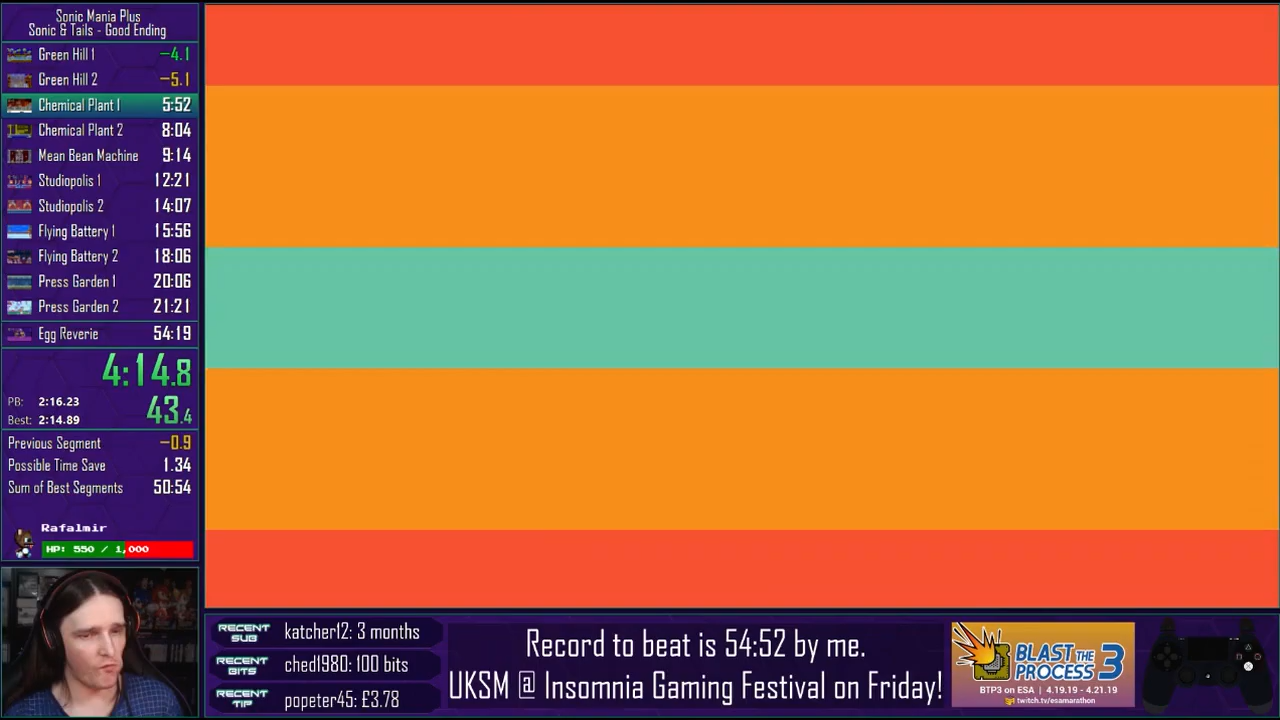 Sonic Mania Plus
Sonic & Tails - Good Ending
Green Hill 1 -4.1
Green Hill 2 -5.1
Chemical Plant 1 5:52
Chemical Plant 2 8:04
Mean Bean Machine 9:14
Studiopolis 1 12:21
Studiopolis 2 14:07
Flying Battery 1 15:56
Flying Battery 2 18:06
Press Garden 1 20:06
Press Garden 2 21:21
Egg Reverie 54:19
4:14.8
PB: 2:16.23
Best: 2:14.89
43.4
Previous Segment -0.9
Possible Time Save 1.34
Sum of Best Segments 50:54
Rafalmir
HP: 550 / 1,000
RECENT SUB katcher12: 3 months
RECENT BITS ched1980: 100 bits
RECENT TIP popeter45: £3.78
Record to beat is 54:52 by me.
UKSM @ Insomnia Gaming Festival on Friday!
BLAST THE PROCESS 3
BTP3 on ESA | 4.19.19 - 4.21.19
twitch.tv/esamarathon